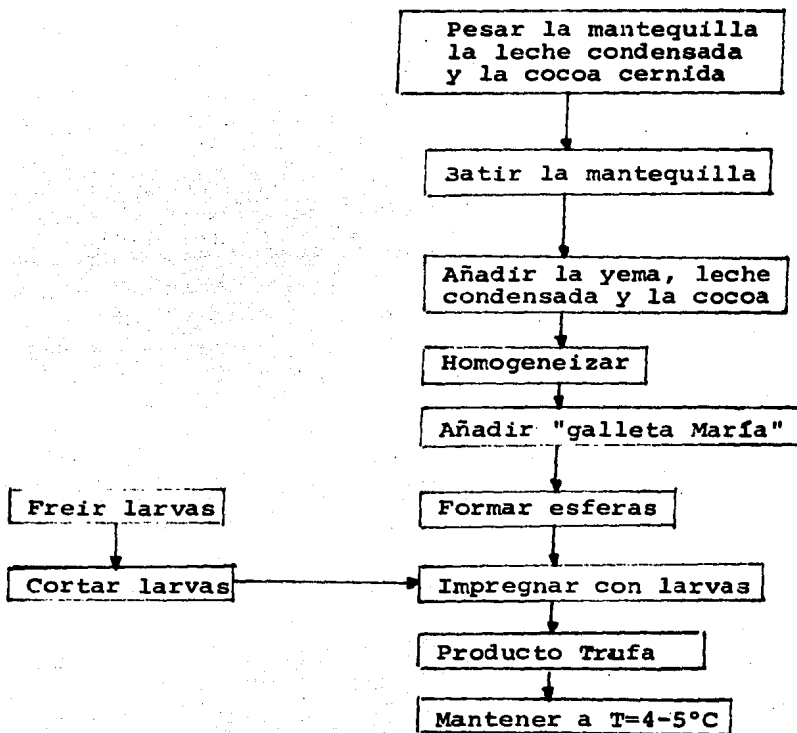 Pesar la mantequilla
la leche condensada
y la cocoa cernida
Batir la mantequilla
Añadir la yema, leche
condensada y la cocoa
Homogeneizar
Añadir "galleta María"
Freir larvas
Formar esferas
Cortar larvas
Impregnar con larvas
Producto Trufa
Mantener a T=4-5°C